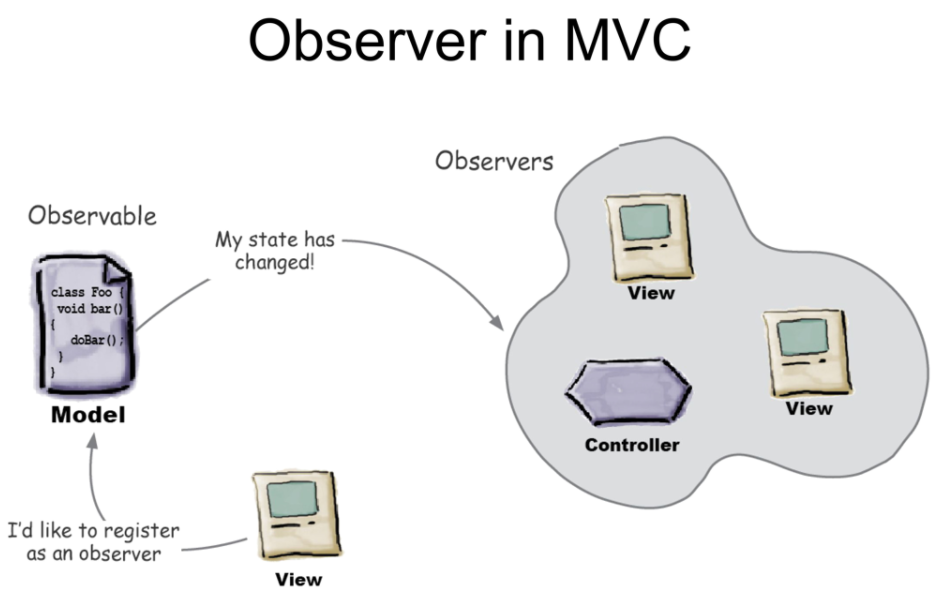 Observer in MVC
Observers
Observable
My state has
changed!
class Foo {
void bar()
{
doBar();
}
}
View
View
Controller
Model
I'd like to register
as an observer
View